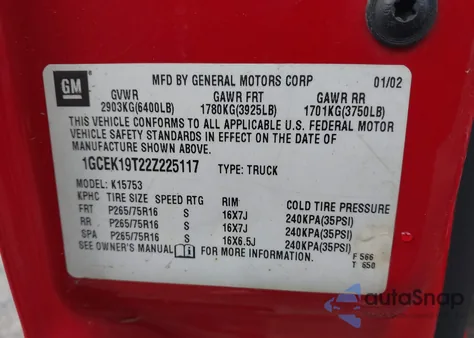 GM
MFD BY GENERAL MOTORS CORP 01/02
GVWR GAWR FRT GAWR RR
2903KG(6400LB) 1780KG(3925LB) 1701KG(3750LB)
THIS VEHICLE CONFORMS TO ALL APPLICABLE U.S. FEDERAL MOTOR
VEHICLE SAFETY STANDARDS IN EFFECT ON THE DATE OF
MANUFACTURE SHOWN ABOVE.
1GCEK19T22Z225117 TYPE: TRUCK
MODEL: K15753
KPHC TIRE SIZE SPEED RTG RIM COLD TIRE PRESSURE
FRT P265/75R16 S 16X7J 240KPA(35PSI)
RR P265/75R16 S 16X7J 240KPA(35PSI)
SPA P265/75R16 S 16X6.5J 240KPA(35PSI)
SEE OWNER'S MANUAL FOR MORE INFORMATION F 566
T 650
autoSnap